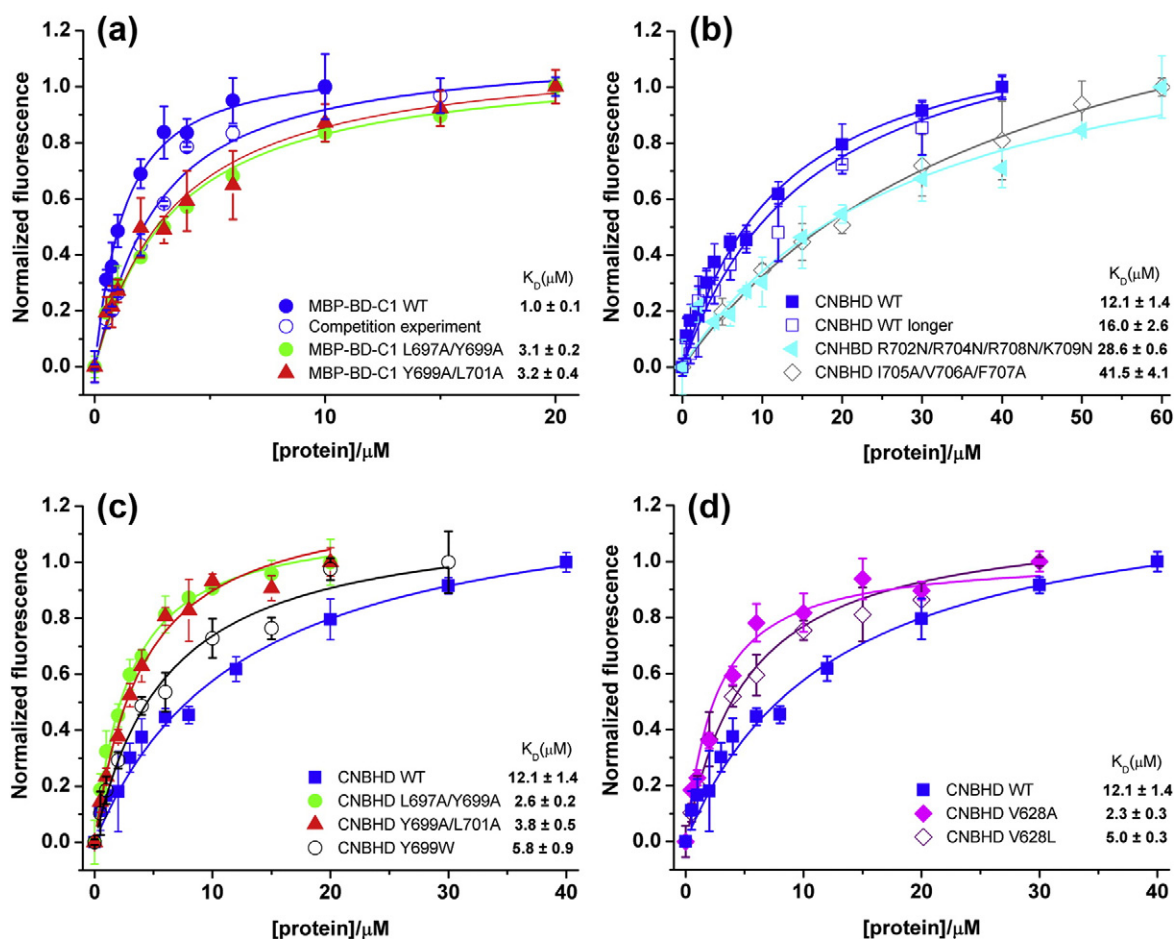 (a)
Normalized fluorescence
1.2
1.0
0.8
0.6
0.4
0.2
0.0
K_D(μM)
MBP-BD-C1 WT 1.0 ± 0.1
Competition experiment
MBP-BD-C1 L697A/Y699A 3.1 ± 0.2
MBP-BD-C1 Y699A/L701A 3.2 ± 0.4
0 10 20
[protein]/μM
(b)
Normalized fluorescence
1.2
1.0
0.8
0.6
0.4
0.2
0.0
K_D(μM)
CNBHD WT 12.1 ± 1.4
CNBHD WT longer 16.0 ± 2.6
CNHBD R702N/R704N/R708N/K709N 28.6 ± 0.6
CNBHD I705A/V706A/F707A 41.5 ± 4.1
0 10 20 30 40 50 60
[protein]/μM
(c)
Normalized fluorescence
1.2
1.0
0.8
0.6
0.4
0.2
0.0
K_D(μM)
CNBHD WT 12.1 ± 1.4
CNBHD L697A/Y699A 2.6 ± 0.2
CNBHD Y699A/L701A 3.8 ± 0.5
CNBHD Y699W 5.8 ± 0.9
0 10 20 30 40
[protein]/μM
(d)
Normalized fluorescence
1.2
1.0
0.8
0.6
0.4
0.2
0.0
K_D(μM)
CNBHD WT 12.1 ± 1.4
CNBHD V628A 2.3 ± 0.3
CNBHD V628L 5.0 ± 0.3
0 10 20 30 40
[protein]/μM